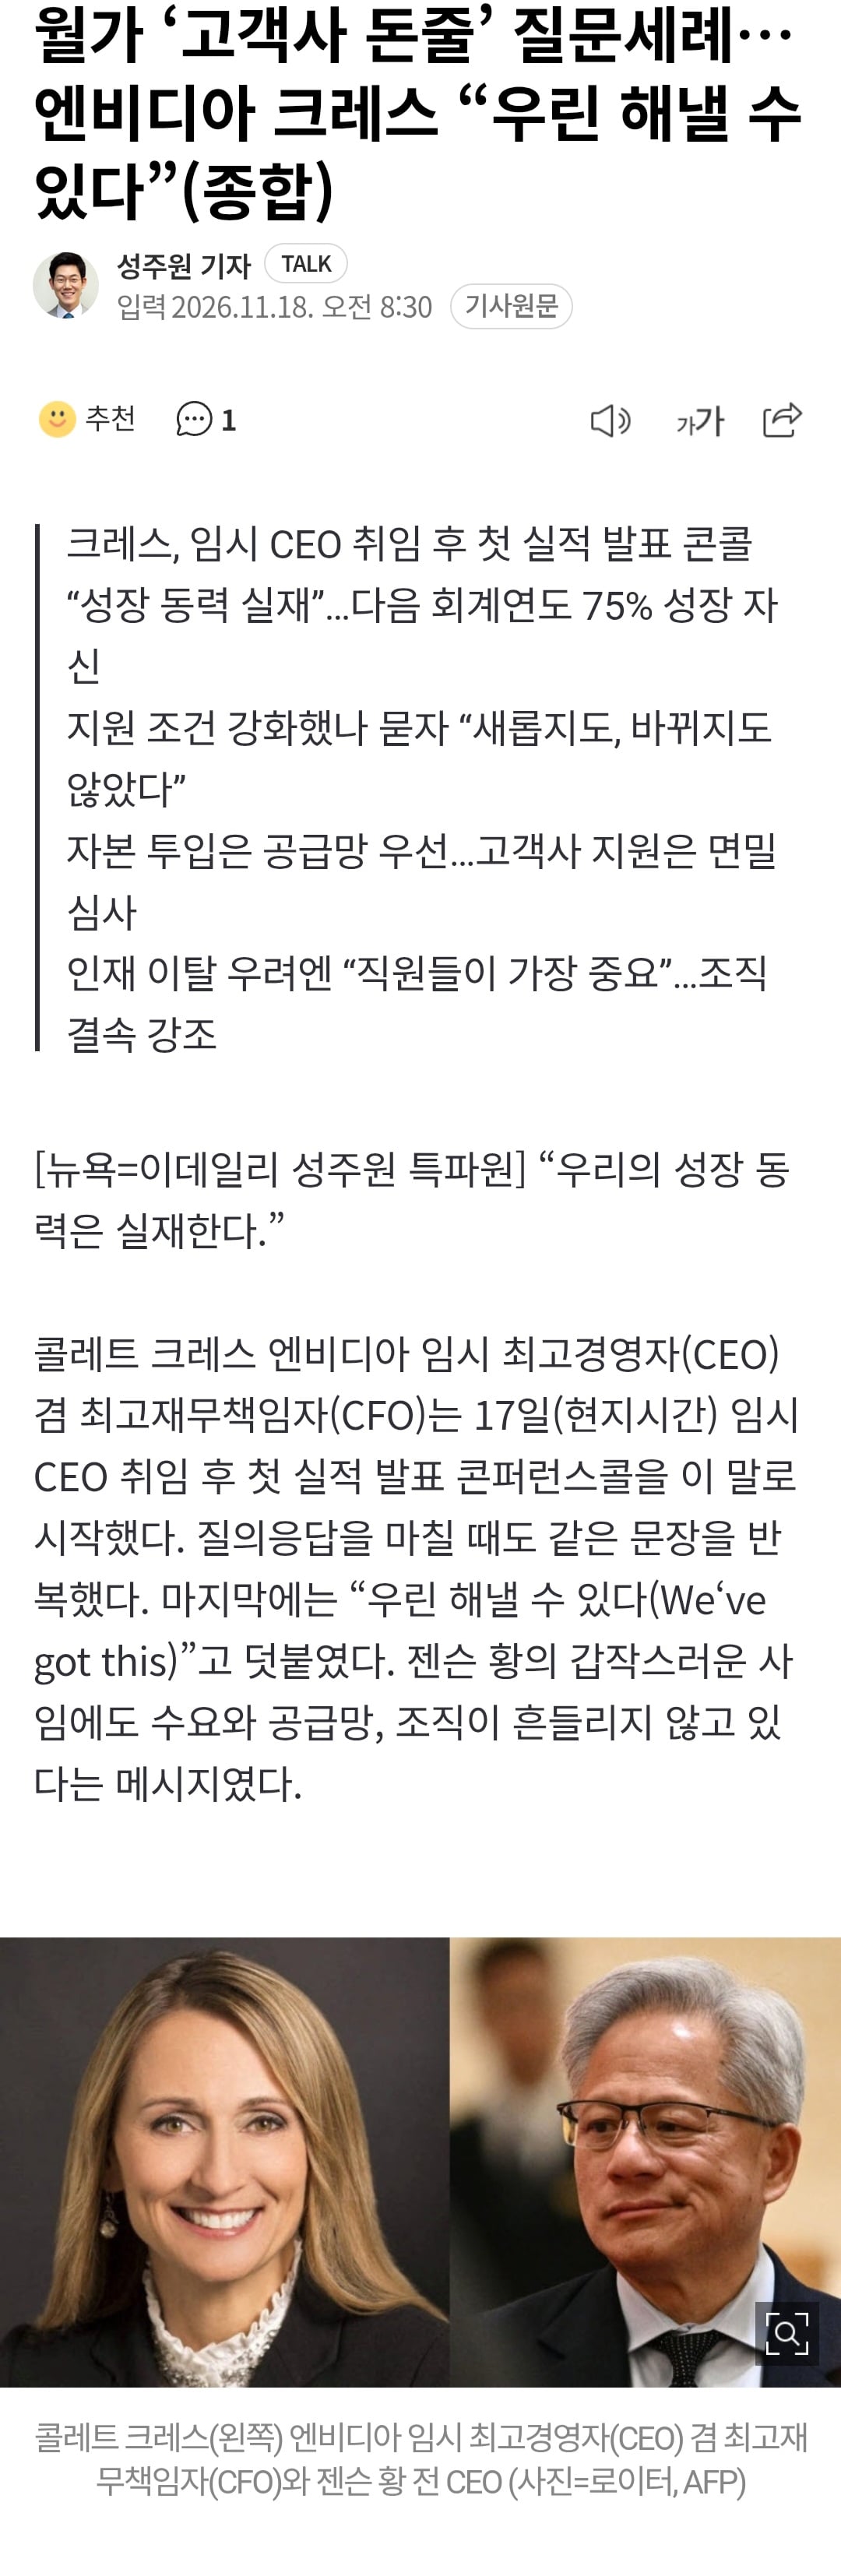 월가 ‘고객사 돈줄’ 질문세례…
엔비디아 크레스 “우린 해낼 수
있다”(종합)
성주원 기자 TALK
입력 2026.11.18. 오전 8:30 기사원문
추천 1
가가
크레스, 임시 CEO 취임 후 첫 실적 발표 콘콜
“성장 동력 실재”…다음 회계연도 75% 성장 자
신
지원 조건 강화했나 묻자 “새롭지도, 바뀌지도
않았다”
자본 투입은 공급망 우선…고객사 지원은 면밀
심사
인재 이탈 우려엔 “직원들이 가장 중요”…조직
결속 강조
[뉴욕=이데일리 성주원 특파원] “우리의 성장 동
력은 실재한다.”
콜레트 크레스 엔비디아 임시 최고경영자(CEO)
겸 최고재무책임자(CFO)는 17일(현지시간) 임시
CEO 취임 후 첫 실적 발표 콘퍼런스콜을 이 말로
시작했다. 질의응답을 마칠 때도 같은 문장을 반
복했다. 마지막에는 “우린 해낼 수 있다(We‘ve
got this)”고 덧붙였다. 젠슨 황의 갑작스러운 사
임에도 수요와 공급망, 조직이 흔들리지 않고 있
다는 메시지였다.
콜레트 크레스(왼쪽) 엔비디아 임시 최고경영자(CEO) 겸 최고재
무책임자(CFO)와 젠슨 황 전 CEO (사진=로이터, AFP)